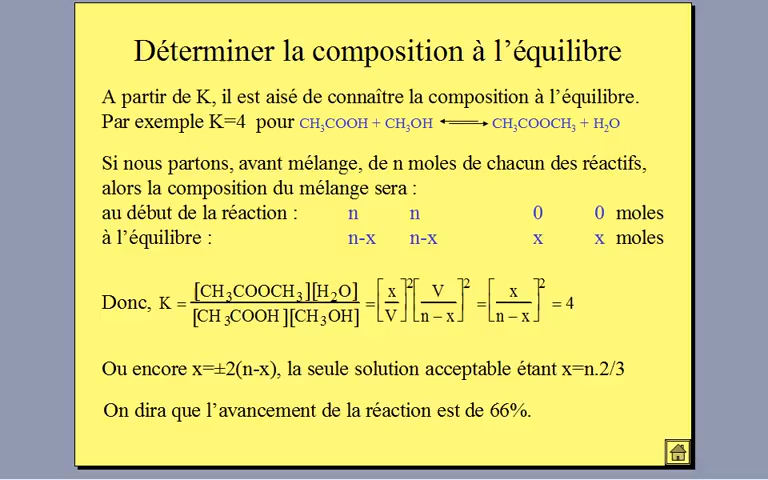 Déterminer la composition à l’équilibre
A partir de K, il est aisé de connaître la composition à l’équilibre.
Par exemple K=4 pour CH₃COOH + CH₃OH ⇄ CH₃COOCH₃ + H₂O
Si nous partons, avant mélange, de n moles de chacun des réactifs,
alors la composition du mélange sera :
au début de la réaction : n n 0 0 moles
à l’équilibre : n-x n-x x x moles
Donc, K = [CH₃COOCH₃][H₂O] / [CH₃COOH][CH₃OH] = [x / V]² [V / n – x]² = [x / n – x]² = 4
Ou encore x=±2(n-x), la seule solution acceptable étant x=n.2/3
On dira que l’avancement de la réaction est de 66%.